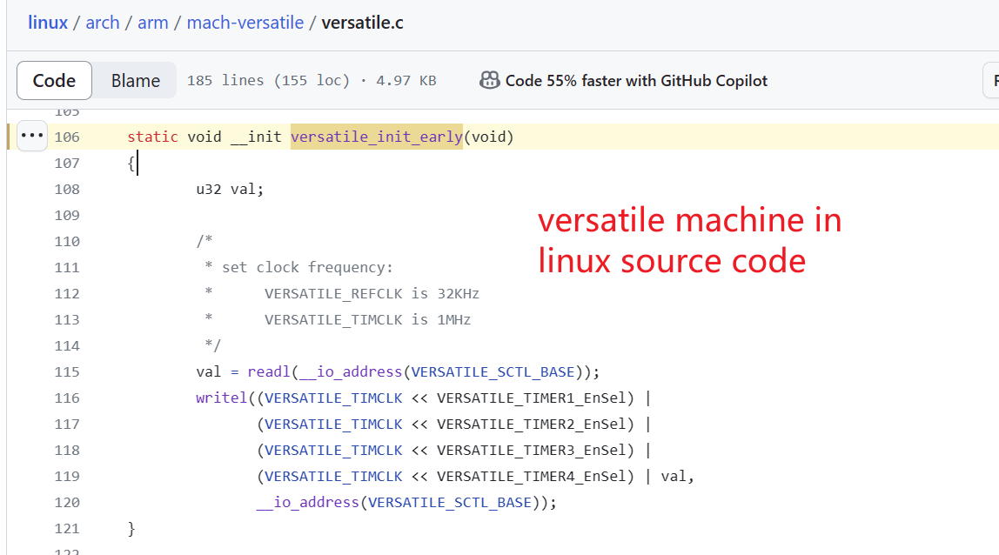 linux / arch / arm / mach-versatile / versatile.c
Code Blame 185 lines (155 loc) · 4.97 KB Code 55% faster with GitHub Copilot
105
106 static void __init versatile_init_early(void)
107 {
108 u32 val;
109
110 /*
111 * set clock frequency:
112 * VERSATILE_REFCLK is 32KHz
113 * VERSATILE_TIMCLK is 1MHz
114 */
115 val = readl(__io_address(VERSATILE_SCTL_BASE));
116 writel((VERSATILE_TIMCLK << VERSATILE_TIMER1_EnSel) |
117 (VERSATILE_TIMCLK << VERSATILE_TIMER2_EnSel) |
118 (VERSATILE_TIMCLK << VERSATILE_TIMER3_EnSel) |
119 (VERSATILE_TIMCLK << VERSATILE_TIMER4_EnSel) | val,
120 __io_address(VERSATILE_SCTL_BASE));
121 }
122
versatile machine in
linux source code